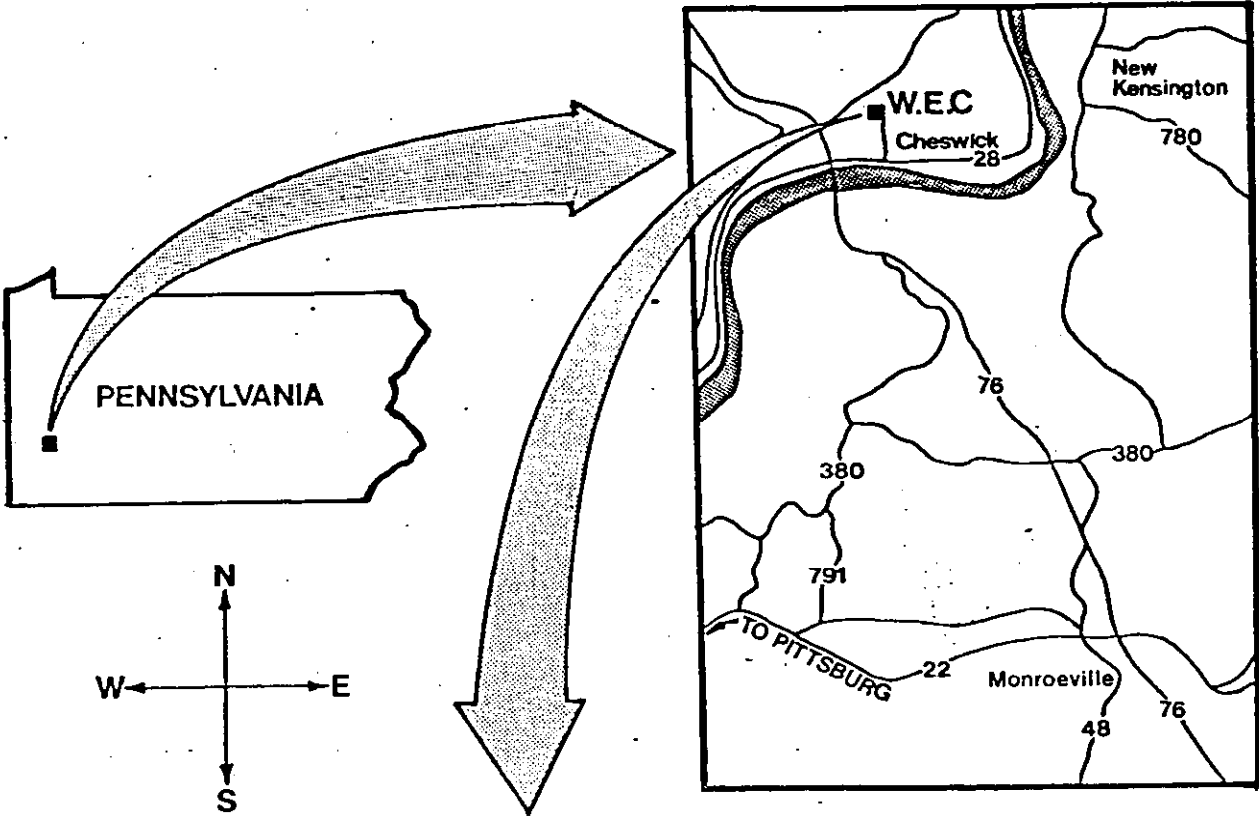 PENNSYLVANIA
N
W
E
S
New
Kensington
W.E.C
Cheswick
28
780
76
380
380
791
TO PITTSBURG
22
Monroeville
48
76